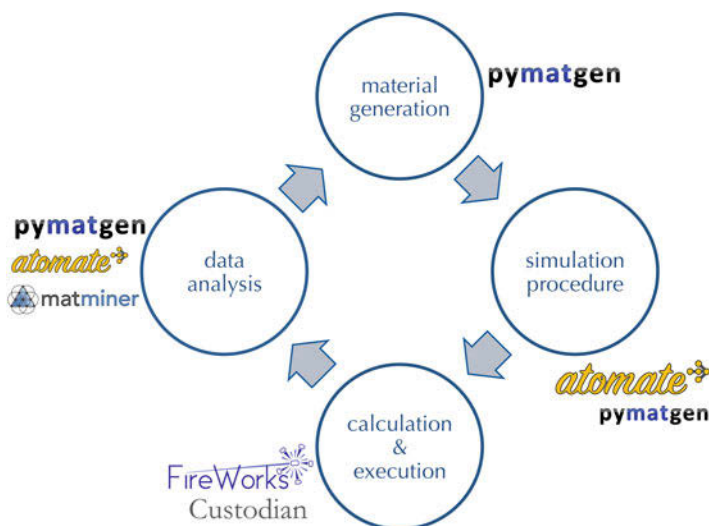 material
generation
pymatgen
simulation
procedure
atomate
pymatgen
calculation
&
execution
FireWorks
Custodian
data
analysis
pymatgen
atomate
matminer